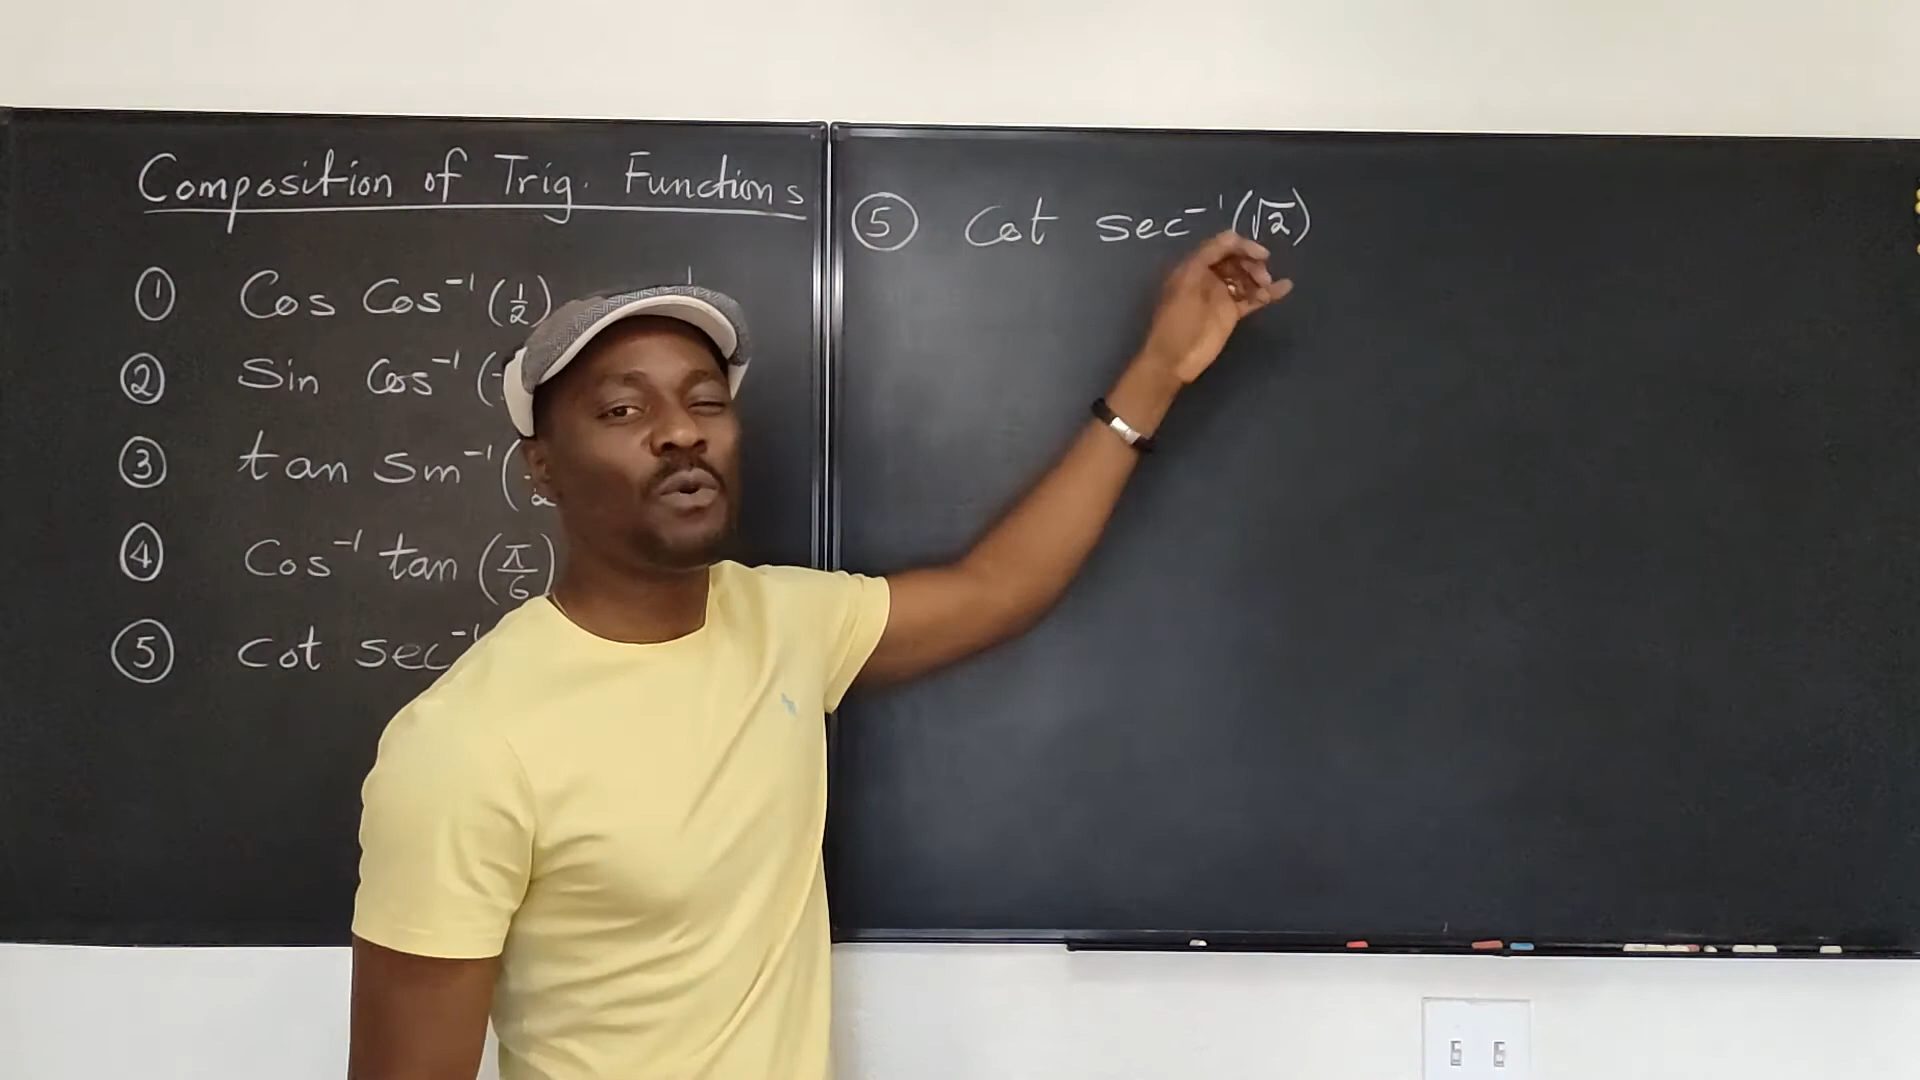 Composition of Trig. Functions
① Cos Cos⁻¹ (1/2)
② Sin Cos⁻¹ (
③ tan Sin⁻¹ (
④ Cos⁻¹ tan (π/6)
⑤ Cot sec⁻¹
⑤ Cot sec⁻¹ (√2)